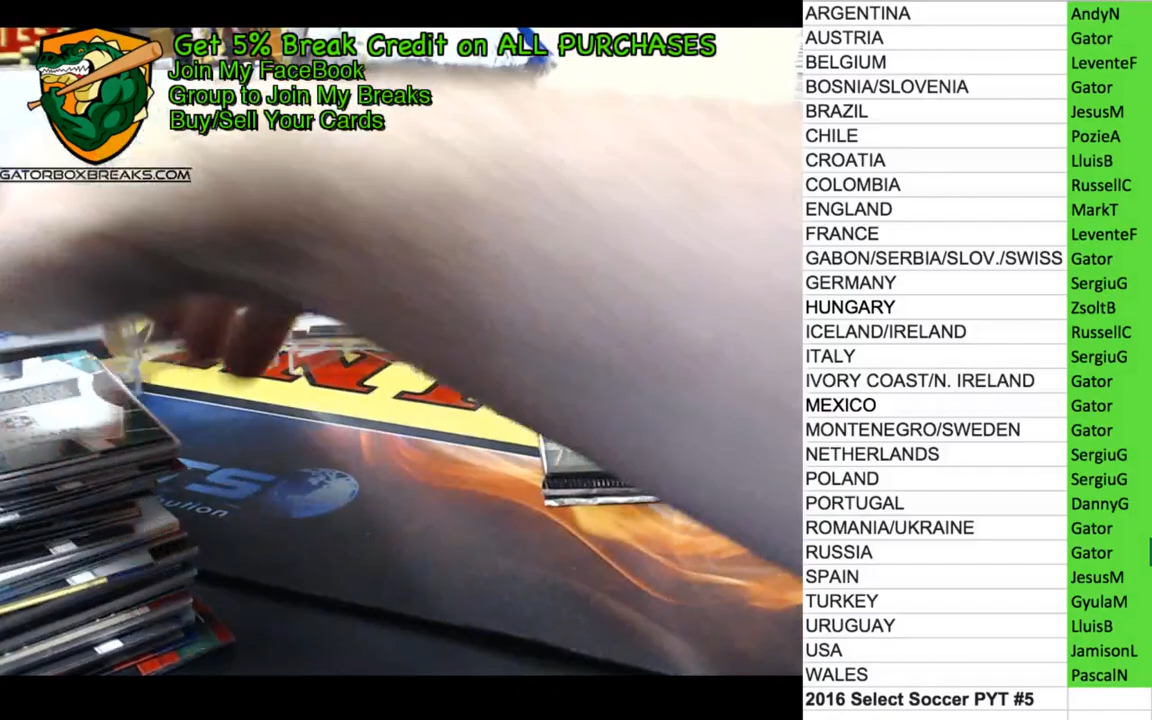 Get 5% Break Credit on ALL PURCHASES
Join My FaceBook
Group to Join My Breaks
Buy/Sell Your Cards
GATORBOXBREAKS.COM
TS
ution
ARGENTINA AndyN
AUSTRIA Gator
BELGIUM LeventeF
BOSNIA/SLOVENIA Gator
BRAZIL JesusM
CHILE PozieA
CROATIA LluisB
COLOMBIA RussellC
ENGLAND MarkT
FRANCE LeventeF
GABON/SERBIA/SLOV./SWISS Gator
GERMANY SergiuG
HUNGARY ZsoltB
ICELAND/IRELAND RussellC
ITALY SergiuG
IVORY COAST/N. IRELAND Gator
MEXICO Gator
MONTENEGRO/SWEDEN Gator
NETHERLANDS SergiuG
POLAND SergiuG
PORTUGAL DannyG
ROMANIA/UKRAINE Gator
RUSSIA Gator
SPAIN JesusM
TURKEY GyulaM
URUGUAY LluisB
USA JamisonL
WALES PascalN
2016 Select Soccer PYT #5